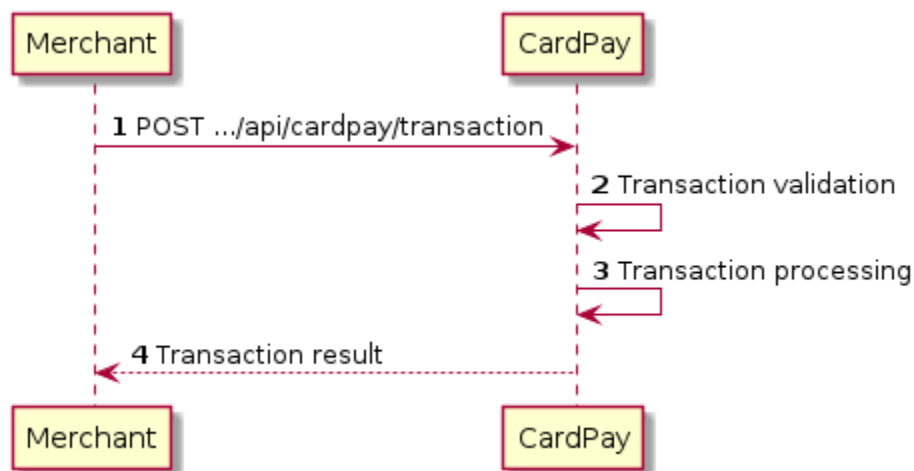 Merchant
CardPay
1 POST .../api/cardpay/transaction
2 Transaction validation
3 Transaction processing
4 Transaction result
Merchant
CardPay